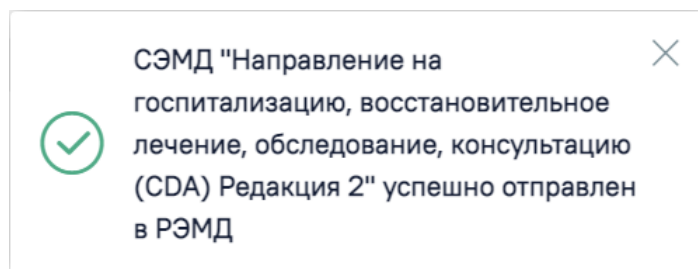 СЭМД "Направление на
госпитализацию, восстановительное
лечение, обследование, консультацию
(CDA) Редакция 2" успешно отправлен
в РЭМД